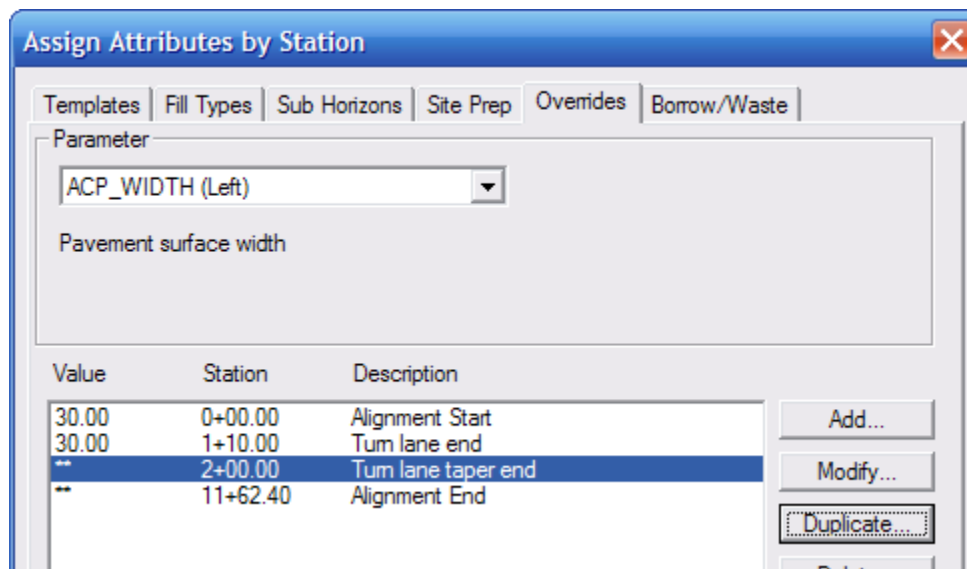 Assign Attributes by Station
Templates Fill Types Sub Horizons Site Prep Overrides Borrow/Waste
Parameter
ACP_WIDTH (Left)
Pavement surface width
Value Station Description
30.00 0+00.00 Alignment Start
30.00 1+10.00 Turn lane end
** 2+00.00 Turn lane taper end
** 11+62.40 Alignment End
Add...
Modify...
Duplicate...